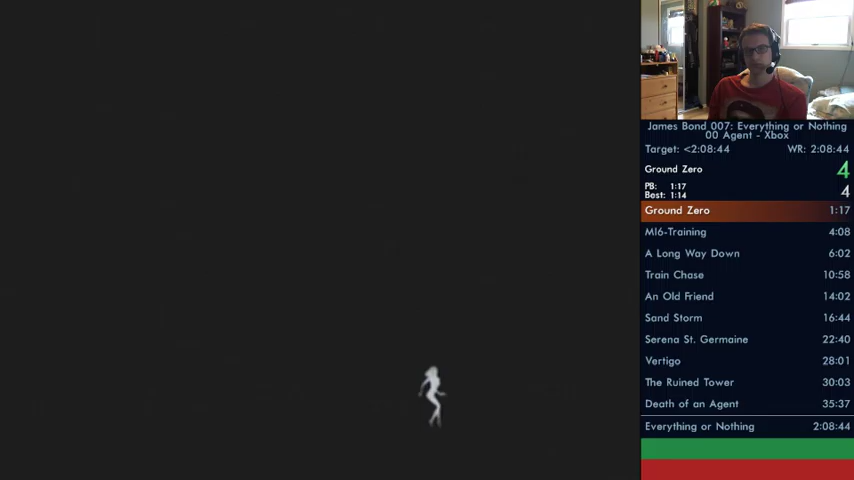 James Bond 007: Everything or Nothing
00 Agent - Xbox
Target: <2:08:44 WR: 2:08:44
Ground Zero 4
PB: 1:17 4
Best: 1:14
Ground Zero 1:17
MI6-Training 4:08
A Long Way Down 6:02
Train Chase 10:58
An Old Friend 14:02
Sand Storm 16:44
Serena St. Germaine 22:40
Vertigo 28:01
The Ruined Tower 30:03
Death of an Agent 35:37
Everything or Nothing 2:08:44